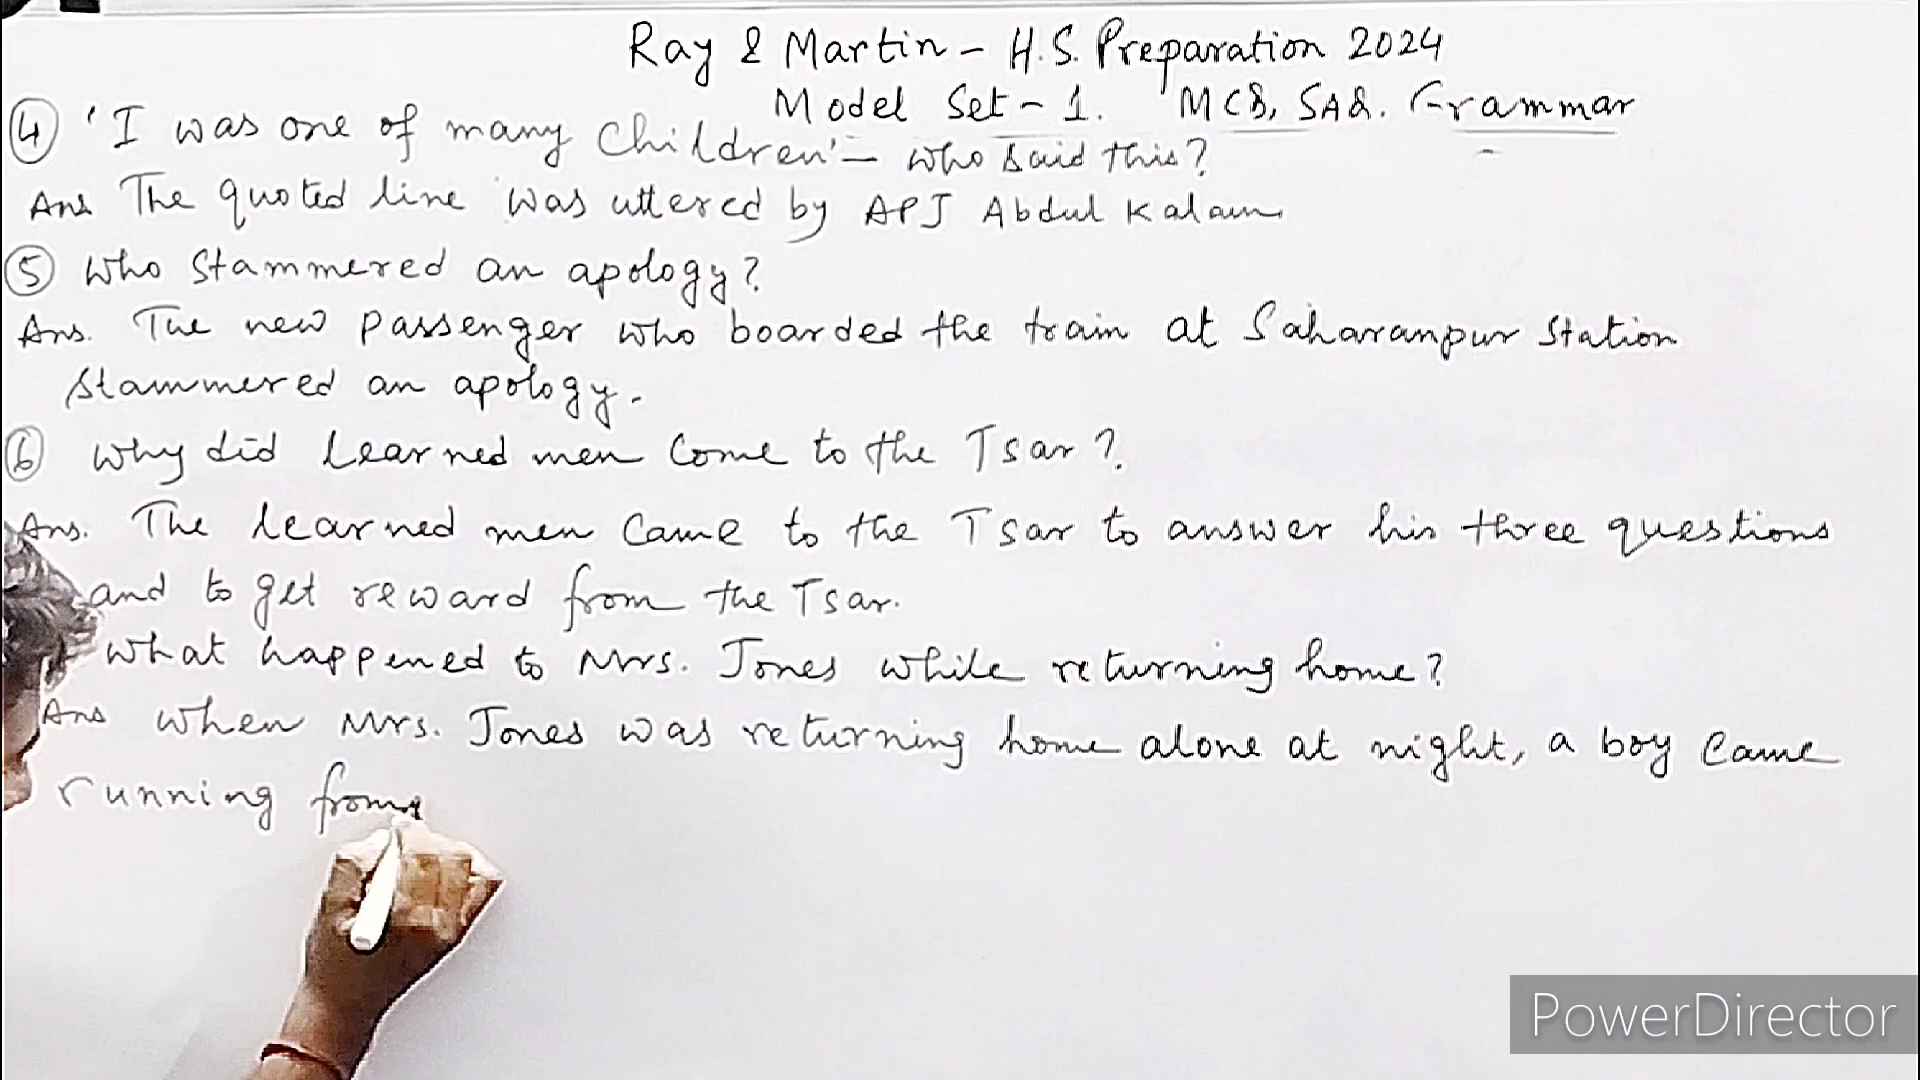 Ray & Martin - H.S. Preparation 2024
Model Set - 1. MCQ, SAQ. Grammar
④ 'I was one of many children' - who said this?
Ans The quoted line was uttered by APJ Abdul Kalam.
⑤ Who stammered an apology?
Ans. The new passenger who boarded the train at Saharanpur Station
stammered an apology.
⑥ Why did learned men come to the Tsar?
Ans. The learned men came to the Tsar to answer his three questions
and to get reward from the Tsar.
What happened to Mrs. Jones while returning home?
Ans When Mrs. Jones was returning home alone at night, a boy came
running from
PowerDirector